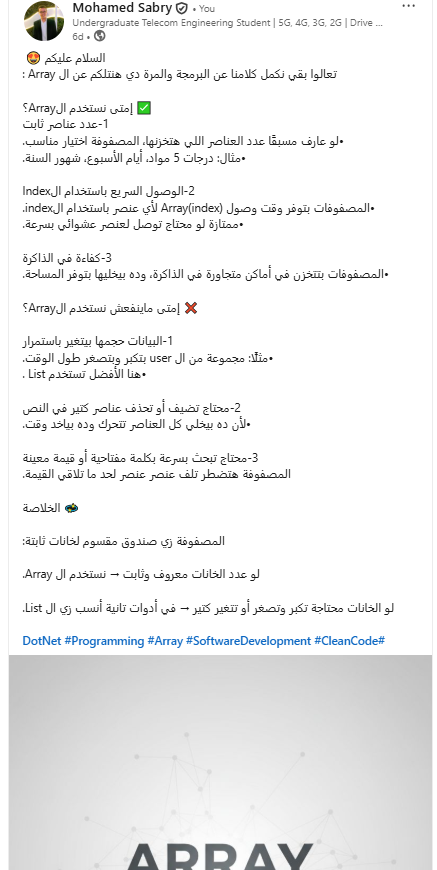 Mohamed Sabry • You
Undergraduate Telecom Engineering Student | 5G, 4G, 3G, 2G | Drive ...
6d •
السلام عليكم 😍
تعالوا بقي نكمل كلامنا عن البرمجة والمرة دي هنتلكم عن ال Array :
✅ إمتى نستخدم الArray؟
1-عدد عناصر ثابت
•لو عارف مسبقًا عدد العناصر اللي هتخزنها، المصفوفة اختيار مناسب.
•مثال: درجات 5 مواد، أيام الأسبوع، شهور السنة.
2-الوصول السريع باستخدام الIndex
•المصفوفات بتوفر وقت وصول Array(index) لأي عنصر باستخدام الindex.
•ممتازة لو محتاج توصل لعنصر عشوائي بسرعة.
3-كفاءة في الذاكرة
•المصفوفات بتتخزن في أماكن متجاورة في الذاكرة، وده بيخليها بتوفر المساحة.
❌ إمتى ماينفعش نستخدم الArray؟
1-البيانات حجمها بيتغير باستمرار
•مثلًا: مجموعة من ال user بتكبر وبتصغر طول الوقت.
•هنا الأفضل تستخدم List .
2-محتاج تضيف أو تحذف عناصر كتير في النص
•لأن ده بيخلي كل العناصر تتحرك وده بياخد وقت.
3-محتاج تبحث بسرعة بكلمة مفتاحية أو قيمة معينة
المصفوفة هتضطر تلف عنصر عنصر لحد ما تلاقي القيمة.
الخلاصة
المصفوفة زي صندوق مقسوم لخانات ثابتة:
لو عدد الخانات معروف وثابت → نستخدم ال Array.
لو الخانات محتاجة تكبر وتصغر أو تتغير كتير → في أدوات تانية أنسب زي ال List.
DotNet #Programming #Array #SoftwareDevelopment #CleanCode#
ARRAY